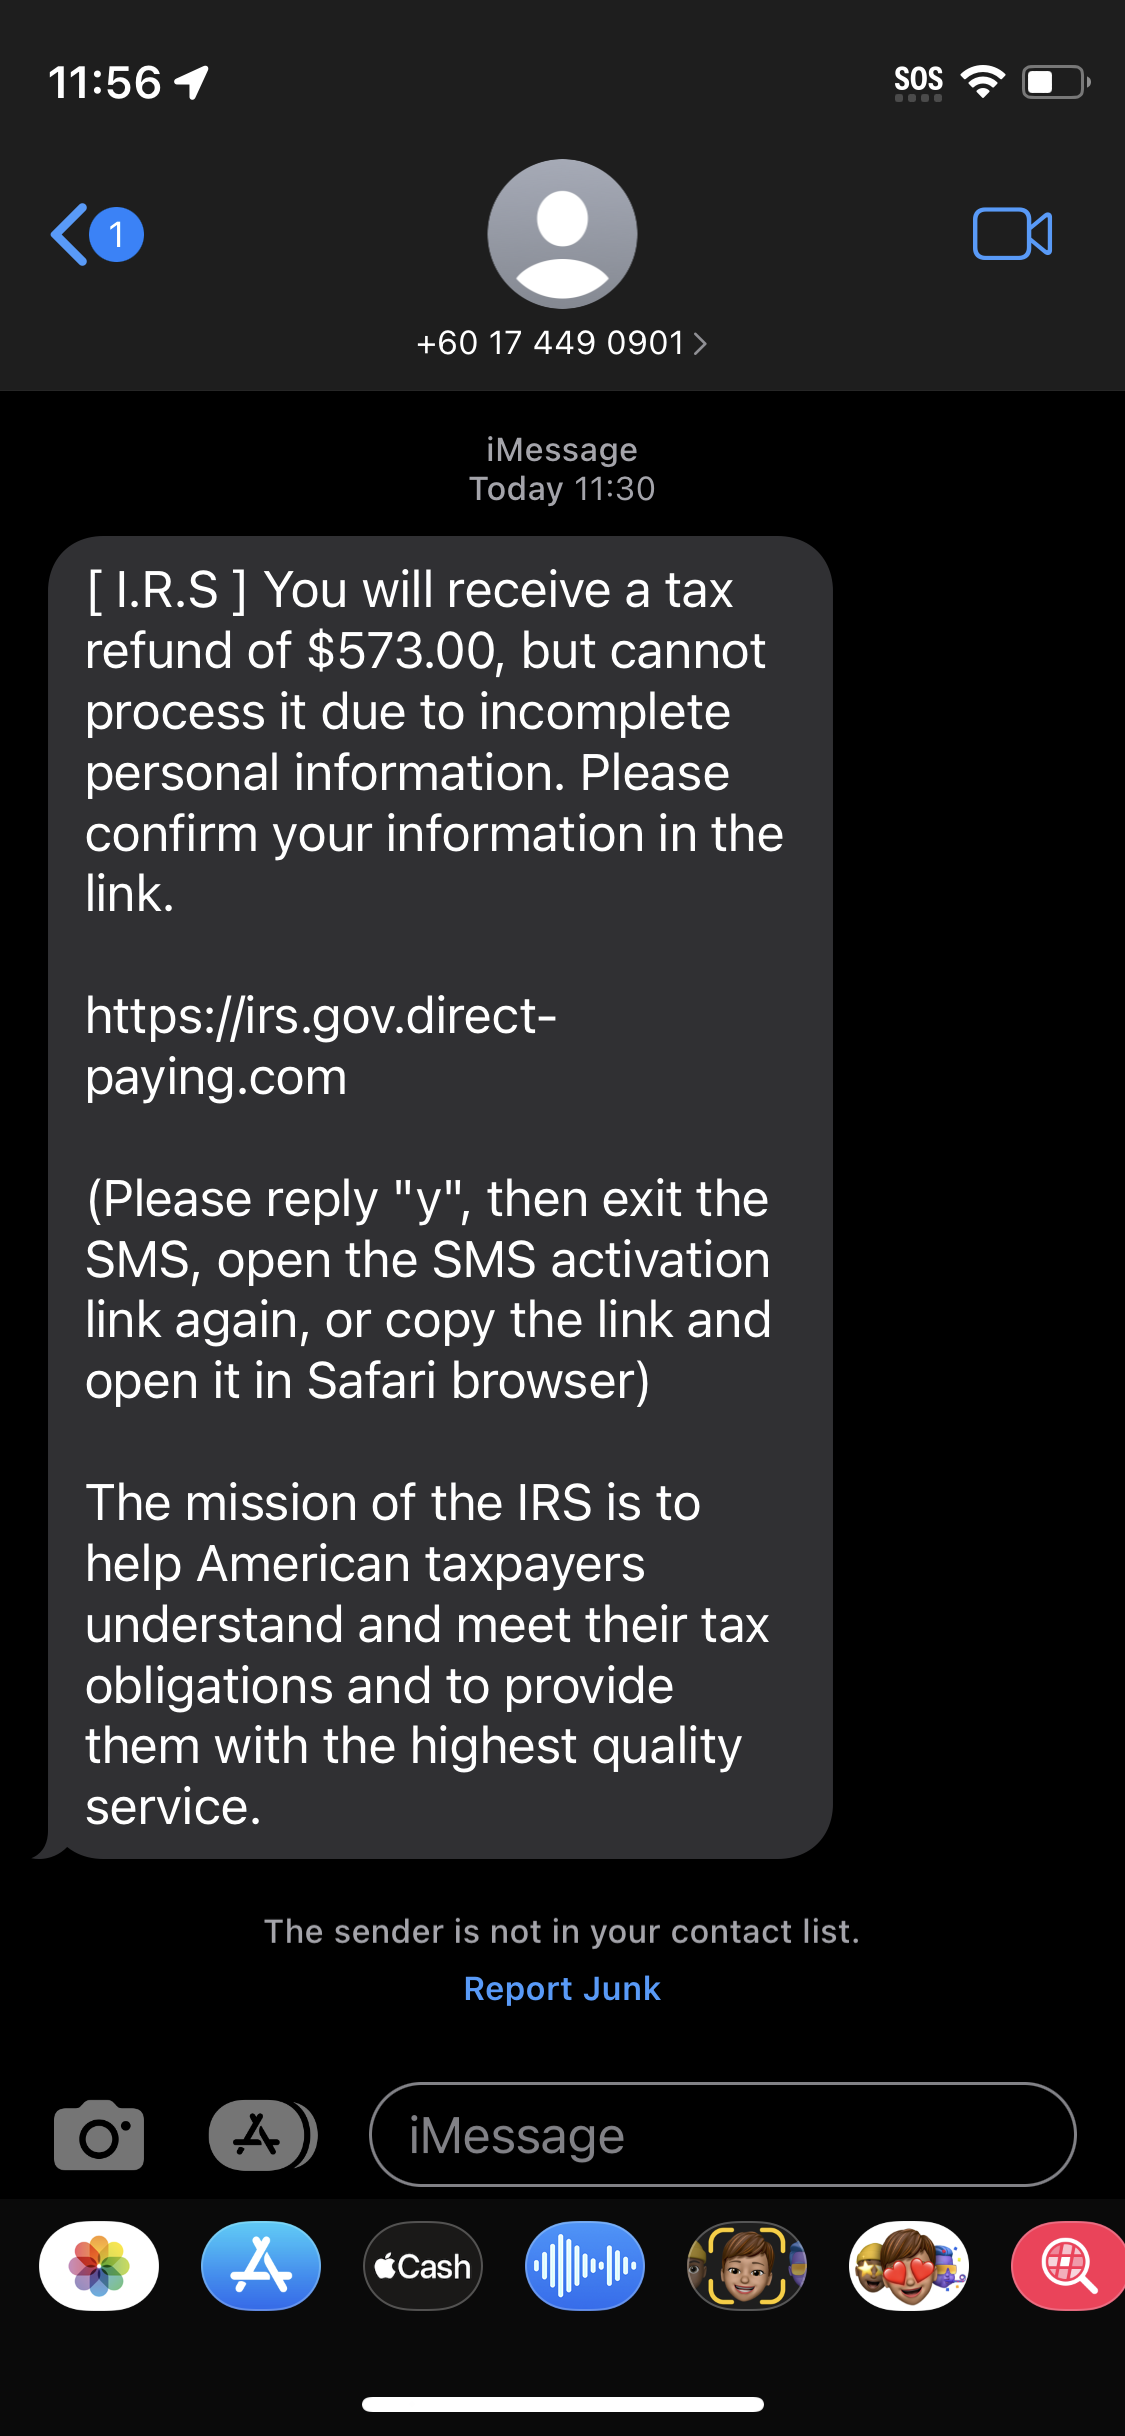 11:56
SOS
1
+60 17 449 0901
iMessage
Today 11:30
[ I.R.S ] You will receive a tax
refund of $573.00, but cannot
process it due to incomplete
personal information. Please
confirm your information in the
link.
https://irs.gov.direct-
paying.com
(Please reply "y", then exit the
SMS, open the SMS activation
link again, or copy the link and
open it in Safari browser)
The mission of the IRS is to
help American taxpayers
understand and meet their tax
obligations and to provide
them with the highest quality
service.
The sender is not in your contact list.
Report Junk
iMessage
Cash